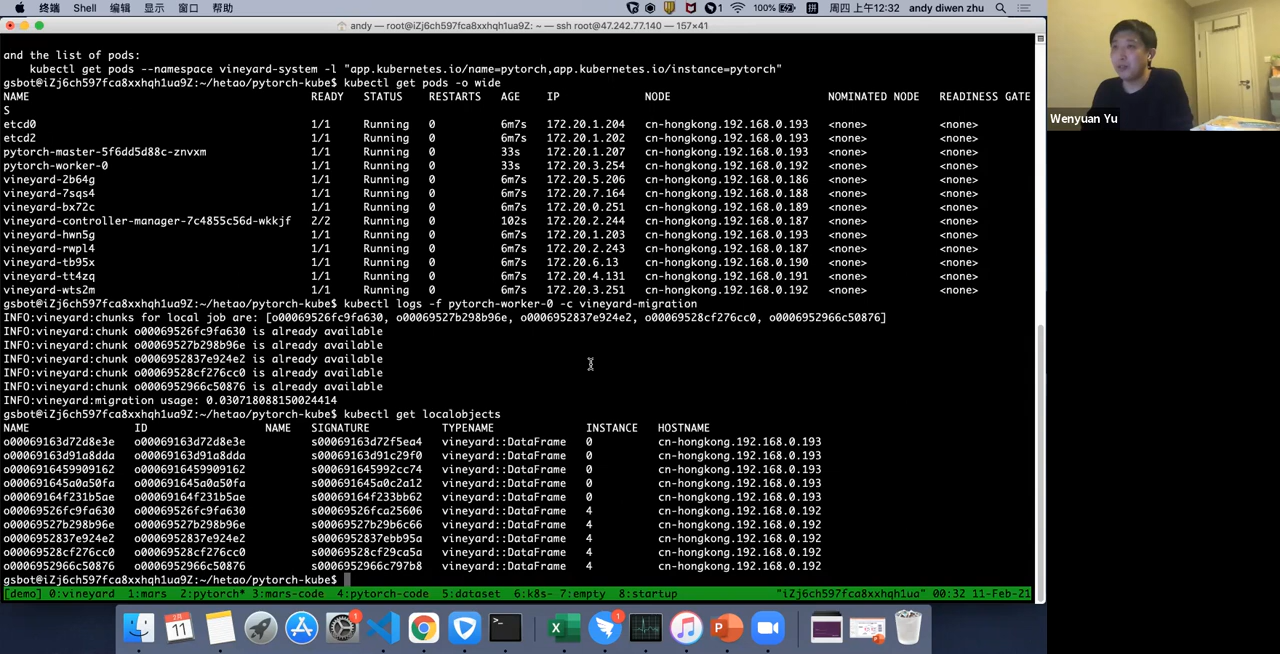 终端 Shell 编辑 显示 窗口 帮助 1 100% 拼 周四 上午12:32 andy diwen zhu
andy — root@iZj6ch597fca8xxhqh1ua9Z: ~ — ssh root@47.242.77.140 — 157×41
and the list of pods:
kubectl get pods --namespace vineyard-system -l "app.kubernetes.io/name=pytorch,app.kubernetes.io/instance=pytorch"
gsbot@iZj6ch597fca8xxhqh1ua9Z:~/hetao/pytorch-kube$ kubectl get pods -o wide
NAME READY STATUS RESTARTS AGE IP NODE NOMINATED NODE READINESS GATE
S
etcd0 1/1 Running 0 6m7s 172.20.1.204 cn-hongkong.192.168.0.193 <none> <none>
etcd2 1/1 Running 0 6m7s 172.20.1.202 cn-hongkong.192.168.0.193 <none> <none>
pytorch-master-5f6dd5d88c-znvxm 1/1 Running 0 33s 172.20.1.207 cn-hongkong.192.168.0.193 <none> <none>
pytorch-worker-0 1/1 Running 0 33s 172.20.3.254 cn-hongkong.192.168.0.192 <none> <none>
vineyard-2b64g 1/1 Running 0 6m7s 172.20.5.206 cn-hongkong.192.168.0.186 <none> <none>
vineyard-7sqs4 1/1 Running 0 6m7s 172.20.7.164 cn-hongkong.192.168.0.188 <none> <none>
vineyard-bx72c 1/1 Running 0 6m7s 172.20.0.251 cn-hongkong.192.168.0.189 <none> <none>
vineyard-controller-manager-7c4855c56d-wkkjf 2/2 Running 0 102s 172.20.2.244 cn-hongkong.192.168.0.187 <none> <none>
vineyard-hwn5g 1/1 Running 0 6m7s 172.20.1.203 cn-hongkong.192.168.0.193 <none> <none>
vineyard-rwpl4 1/1 Running 0 6m7s 172.20.2.243 cn-hongkong.192.168.0.187 <none> <none>
vineyard-tb95x 1/1 Running 0 6m7s 172.20.6.13 cn-hongkong.192.168.0.190 <none> <none>
vineyard-tt4zq 1/1 Running 0 6m7s 172.20.4.131 cn-hongkong.192.168.0.191 <none> <none>
vineyard-wts2m 1/1 Running 0 6m7s 172.20.3.251 cn-hongkong.192.168.0.192 <none> <none>
gsbot@iZj6ch597fca8xxhqh1ua9Z:~/hetao/pytorch-kube$ kubectl logs -f pytorch-worker-0 -c vineyard-migration
INFO:vineyard:chunks for local job are: [o00069526fc9fa630, o00069527b298b96e, o0006952837e924e2, o00069528cf276cc0, o0006952966c50876]
INFO:vineyard:chunk o00069526fc9fa630 is already available
INFO:vineyard:chunk o00069527b298b96e is already available
INFO:vineyard:chunk o0006952837e924e2 is already available
INFO:vineyard:chunk o00069528cf276cc0 is already available
INFO:vineyard:chunk o0006952966c50876 is already available
INFO:vineyard:migration usage: 0.030718088150024414
gsbot@iZj6ch597fca8xxhqh1ua9Z:~/hetao/pytorch-kube$ kubectl get localobjects
NAME ID NAME SIGNATURE TYPENAME INSTANCE HOSTNAME
o00069163d72d8e3e o00069163d72d8e3e s00069163d72f5ea4 vineyard::DataFrame 0 cn-hongkong.192.168.0.193
o00069163d91a8dda o00069163d91a8dda s00069163d91c29f0 vineyard::DataFrame 0 cn-hongkong.192.168.0.193
o0006916459909162 o0006916459909162 s000691645992cc74 vineyard::DataFrame 0 cn-hongkong.192.168.0.193
o000691645a0a50fa o000691645a0a50fa s000691645a0c2a12 vineyard::DataFrame 0 cn-hongkong.192.168.0.193
o00069164f231b5ae o00069164f231b5ae s00069164f233bb62 vineyard::DataFrame 0 cn-hongkong.192.168.0.193
o00069526fc9fa630 o00069526fc9fa630 s00069526fca25606 vineyard::DataFrame 4 cn-hongkong.192.168.0.192
o00069527b298b96e o00069527b298b96e s00069527b29b6c66 vineyard::DataFrame 4 cn-hongkong.192.168.0.192
o0006952837e924e2 o0006952837e924e2 s0006952837ebb95a vineyard::DataFrame 4 cn-hongkong.192.168.0.192
o00069528cf276cc0 o00069528cf276cc0 s00069528cf29ca5a vineyard::DataFrame 4 cn-hongkong.192.168.0.192
o0006952966c50876 o0006952966c50876 s0006952966c797b8 vineyard::DataFrame 4 cn-hongkong.192.168.0.192
gsbot@iZj6ch597fca8xxhqh1ua9Z:~/hetao/pytorch-kube$
[demo] 0:vineyard 1:mars 2:pytorch* 3:mars-code 4:pytorch-code 5:dataset 6:k8s- 7:empty 8:startup "iZj6ch597fca8xxhqh1ua" 00:32 11-Feb-21
Wenyuan Yu
2月
11
1
1